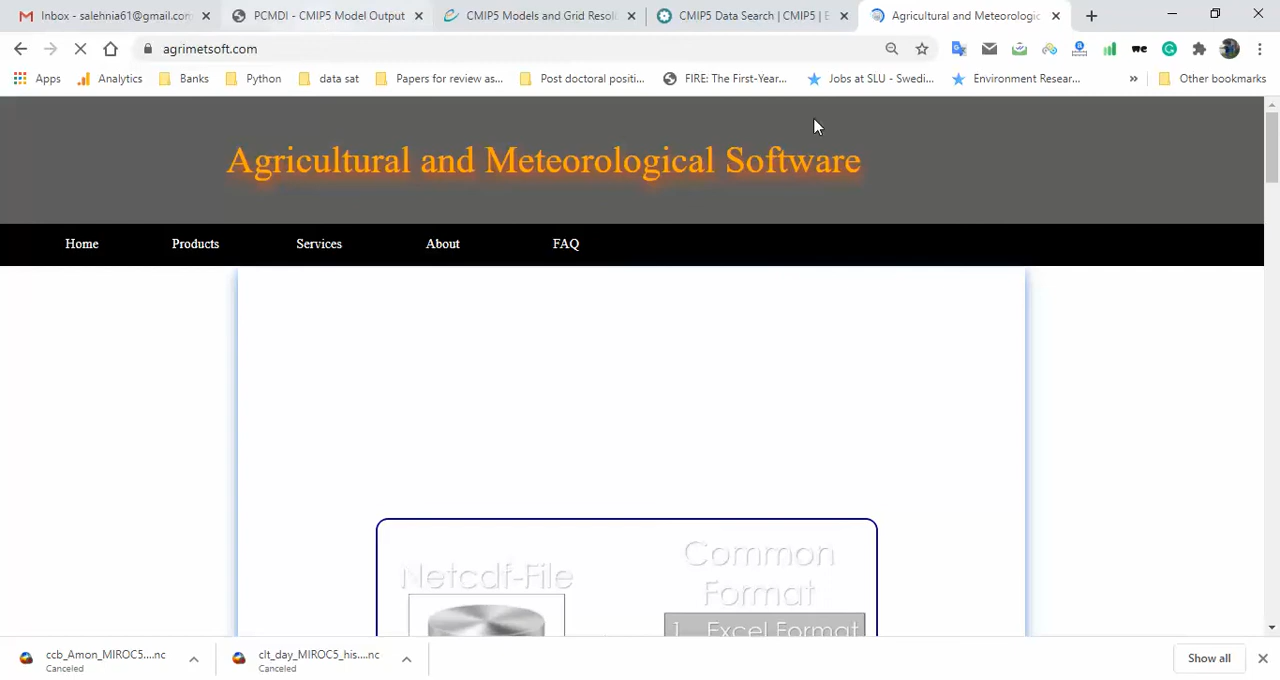 Inbox - salehnia61@gmail.com
PCMDI - CMIP5 Model Output
CMIP5 Models and Grid Resol
CMIP5 Data Search | CMIP5 | E
Agricultural and Meteorologic
agrimetsoft.com
Apps
Analytics
Banks
Python
data sat
Papers for review as...
Post doctoral positi...
FIRE: The First-Year...
Jobs at SLU - Swedi...
Environment Resear...
»
Other bookmarks
Agricultural and Meteorological Software
Home
Products
Services
About
FAQ
Netcdf-File
Common
Format
1. Excel Format
ccb_Amon_MIROC5....nc
Canceled
clt_day_MIROC5_his....nc
Canceled
Show all